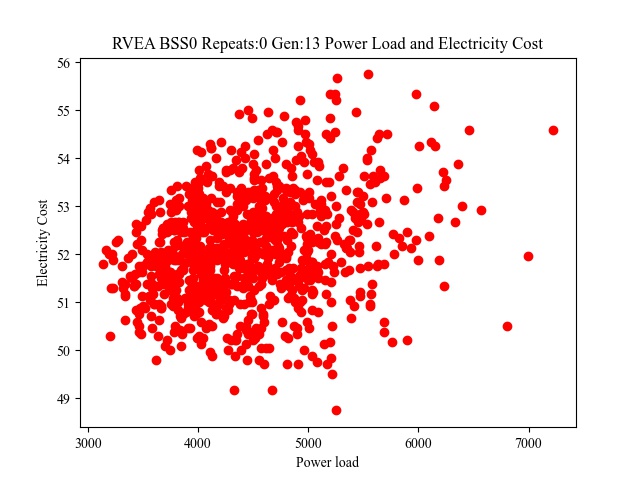 RVEA BSS0 Repeats:0 Gen:13 Power Load and Electricity Cost
56
55
54
53
52
51
50
49
Electricity Cost
3000 4000 5000 6000 7000
Power load